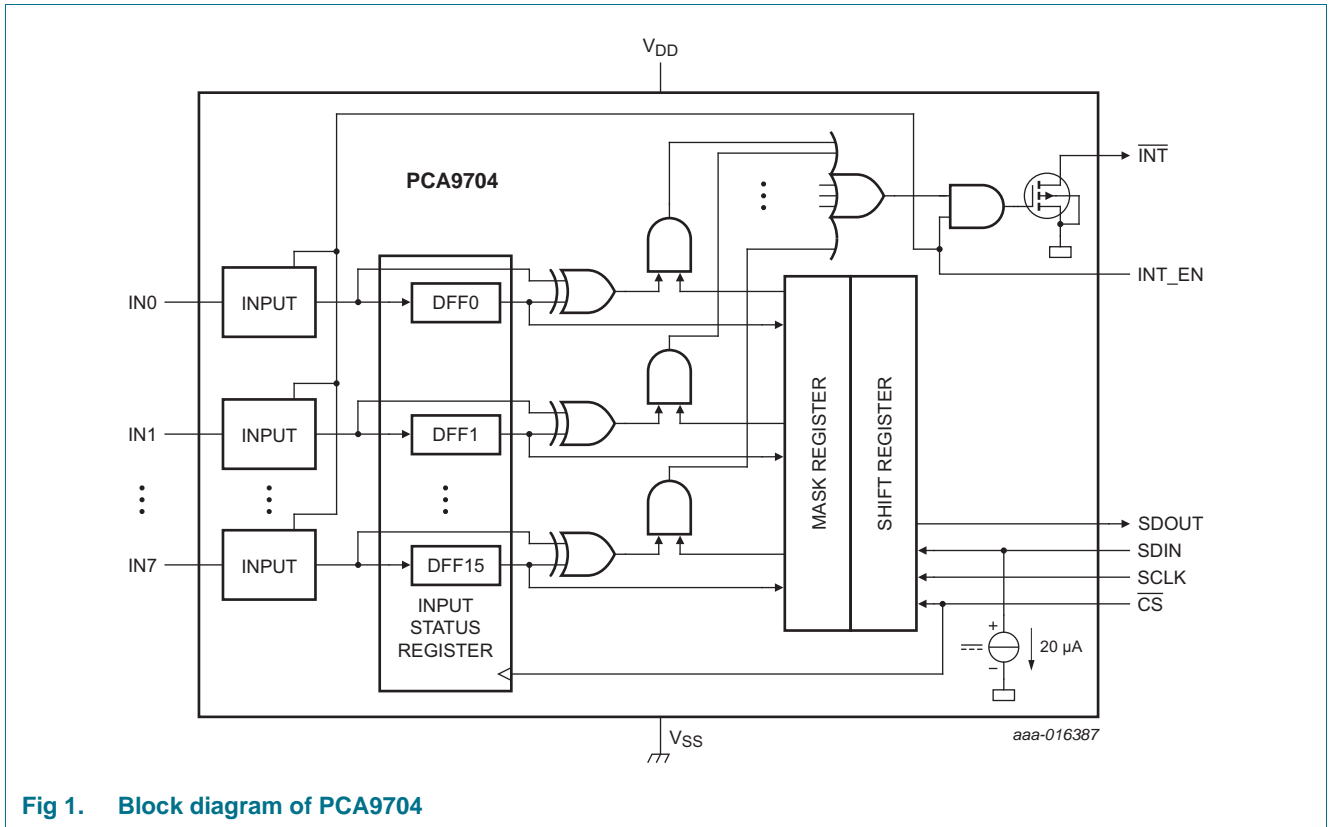 VDD
PCA9704
INT
INT_EN
IN0
INPUT
DFF0
IN1
INPUT
DFF1
IN7
INPUT
DFF15
INPUT
STATUS
REGISTER
MASK REGISTER
SHIFT REGISTER
SDOUT
SDIN
SCLK
CS
+
20 µA
−
VSS
aaa-016387
Fig 1. Block diagram of PCA9704